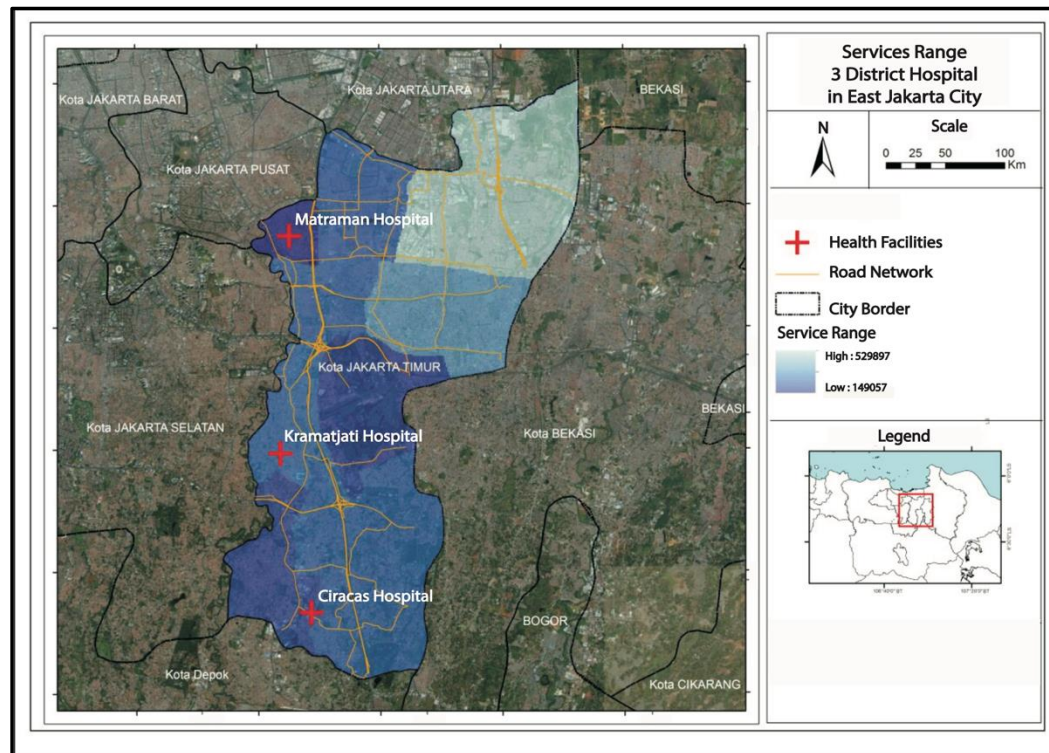 Kota JAKARTA BARAT
Kota JAKARTA UTARA
BEKASI
Kota JAKARTA PUSAT
Matraman Hospital
Kota JAKARTA TIMUR
BEKASI
Kota JAKARTA SELATAN
Kramatjati Hospital
Kota BEKASI
Ciracas Hospital
BOGOR
Kota Depok
Kota CIKARANG
Services Range
3 District Hospital
in East Jakarta City
N
Scale
0 25 50 100
Km
Health Facilities
Road Network
City Border
Service Range
High : 529897
Low : 149057
Legend